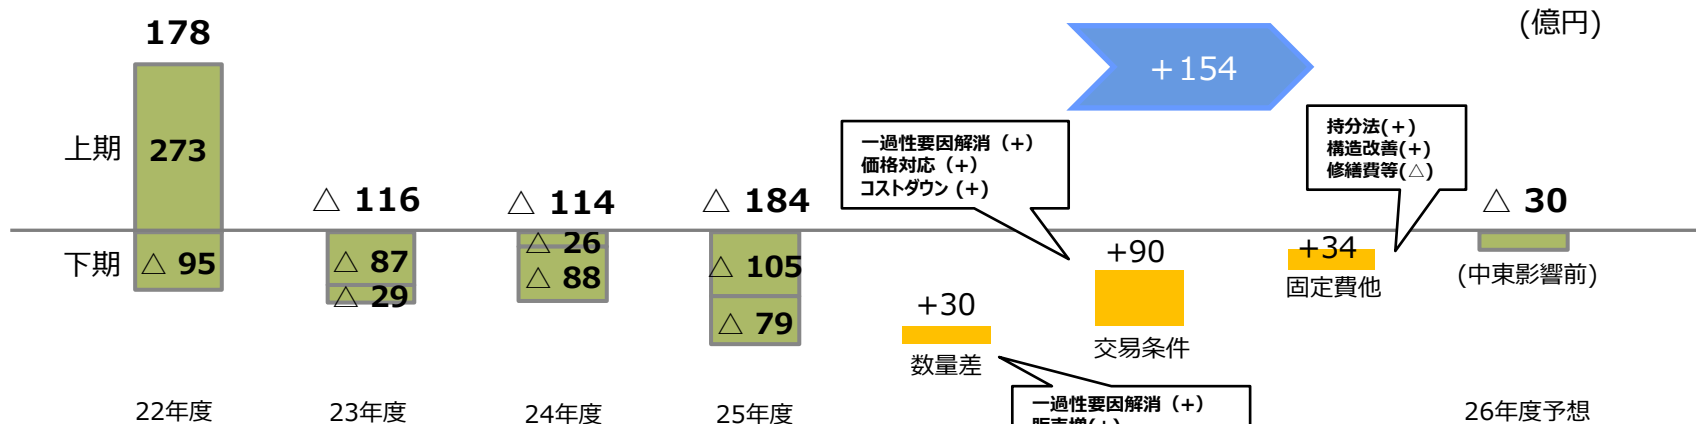 (億円)
178
+154
上期
273
一過性要因解消（+）
価格対応（+）
コストダウン (+)
持分法(+)
構造改善(+)
修繕費等(△)
△ 116
△ 114
△ 184
△ 30
下期
△ 95
△ 87
△ 29
△ 26
△ 88
△ 105
△ 79
+30
数量差
+90
交易条件
+34
固定費他
(中東影響前)
一過性要因解消（+）
22年度
23年度
24年度
25年度
26年度予想